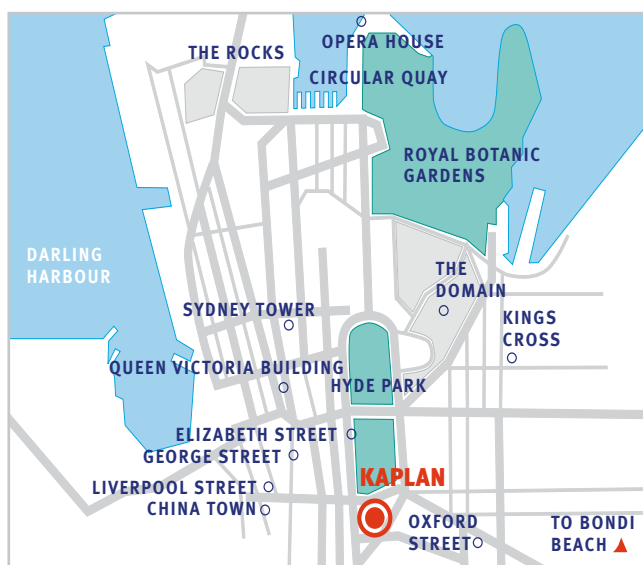 OPERA HOUSE
THE ROCKS
CIRCULAR QUAY
ROYAL BOTANIC
GARDENS
DARLING
HARBOUR
THE
DOMAIN
SYDNEY TOWER
KINGS
CROSS
QUEEN VICTORIA BUILDING
HYDE PARK
ELIZABETH STREET
GEORGE STREET
KAPLAN
LIVERPOOL STREET
CHINA TOWN
OXFORD
STREET
TO BONDI
BEACH